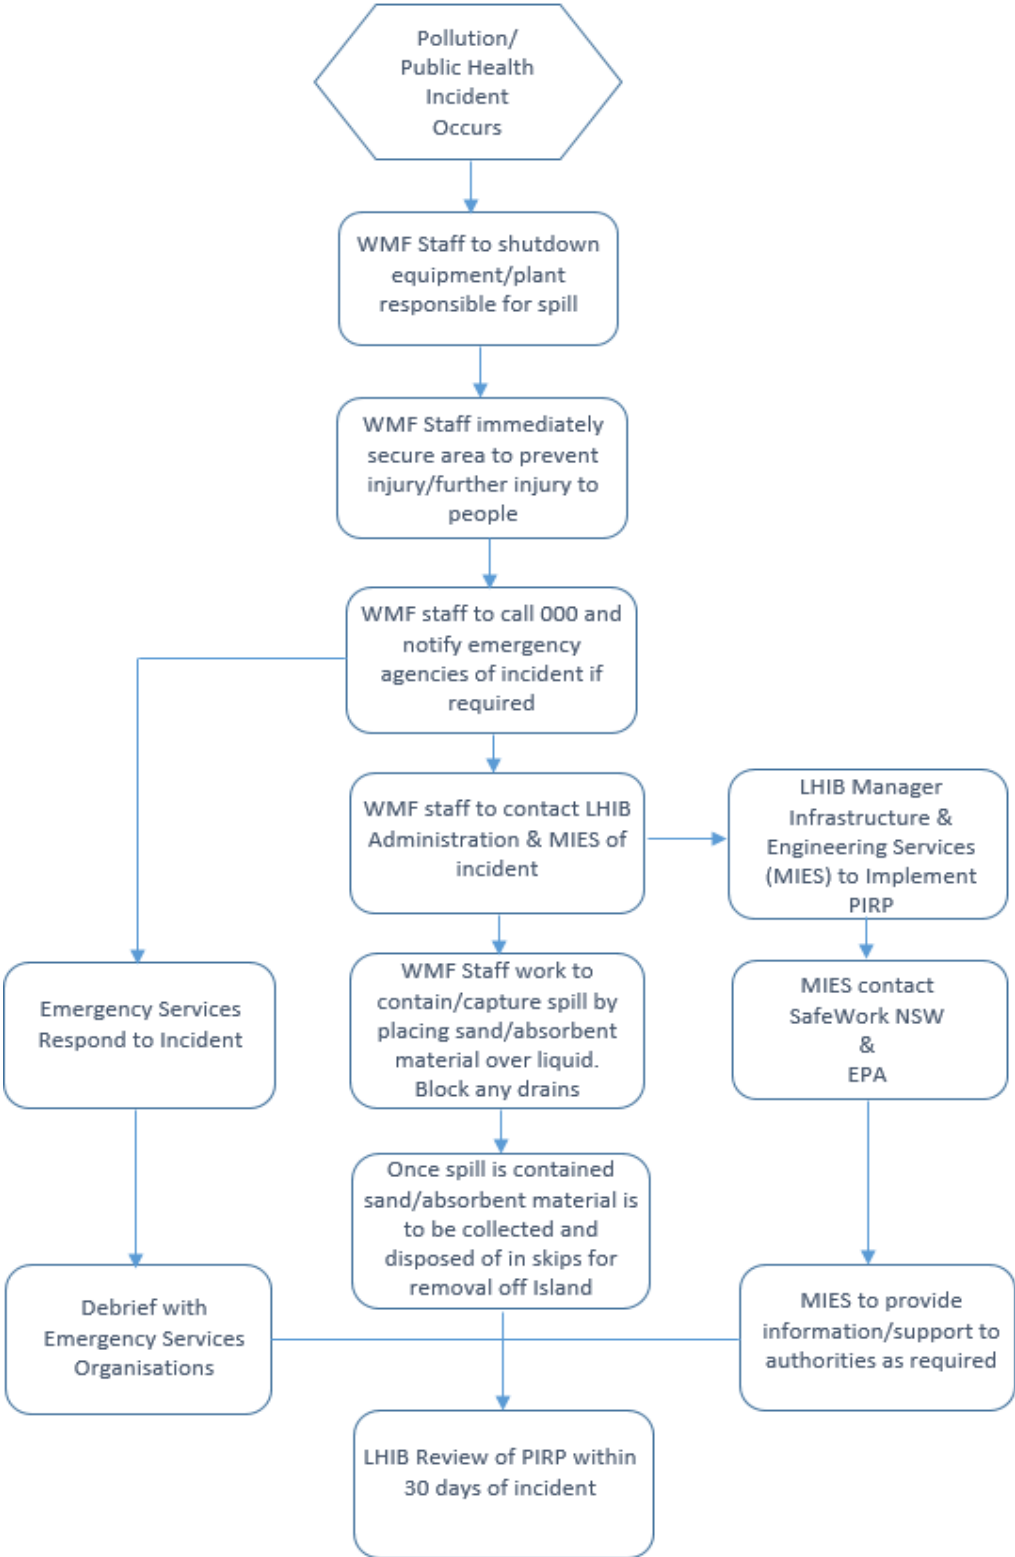 Pollution/
Public Health
Incident
Occurs
WMF Staff to shutdown
equipment/plant
responsible for spill
WMF Staff immediately
secure area to prevent
injury/further injury to
people
WMF staff to call 000 and
notify emergency
agencies of incident if
required
WMF staff to contact LHIB
Administration & MIES of
incident
LHIB Manager
Infrastructure &
Engineering Services
(MIES) to Implement
PIRP
Emergency Services
Respond to Incident
WMF Staff work to
contain/capture spill by
placing sand/absorbent
material over liquid.
Block any drains
MIES contact
SafeWork NSW
&
EPA
Once spill is contained
sand/absorbent material is
to be collected and
disposed of in skips for
removal off Island
Debrief with
Emergency Services
Organisations
MIES to provide
information/support to
authorities as required
LHIB Review of PIRP within
30 days of incident